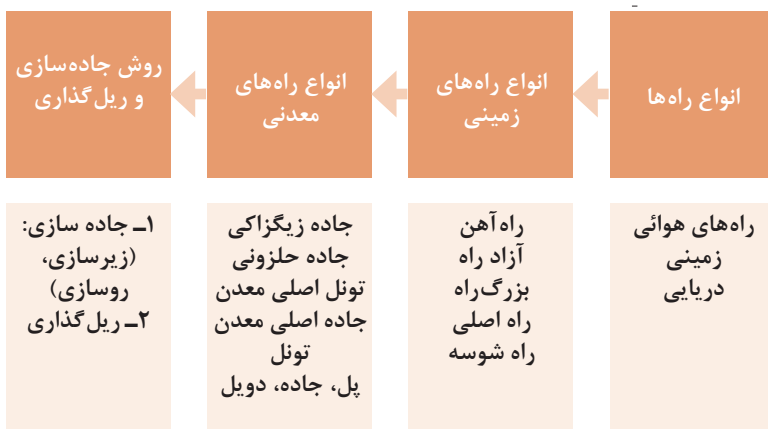 انواع راه‌ها
انواع راه‌های
زمینی
انواع راه‌های
معدنی
روش جاده‌سازی
و ریل‌گذاری
راه‌های هوائی
زمینی
دریایی
راه‌آهن
آزاد راه
بزرگ‌راه
راه اصلی
راه شوسه
جاده زیگزاکی
جاده حلزونی
تونل اصلی معدن
جاده اصلی معدن
تونل
پل، جاده، دویل
۱ـ جاده سازی:
(زیرسازی،
روسازی)
۲ـ ریل‌گذاری